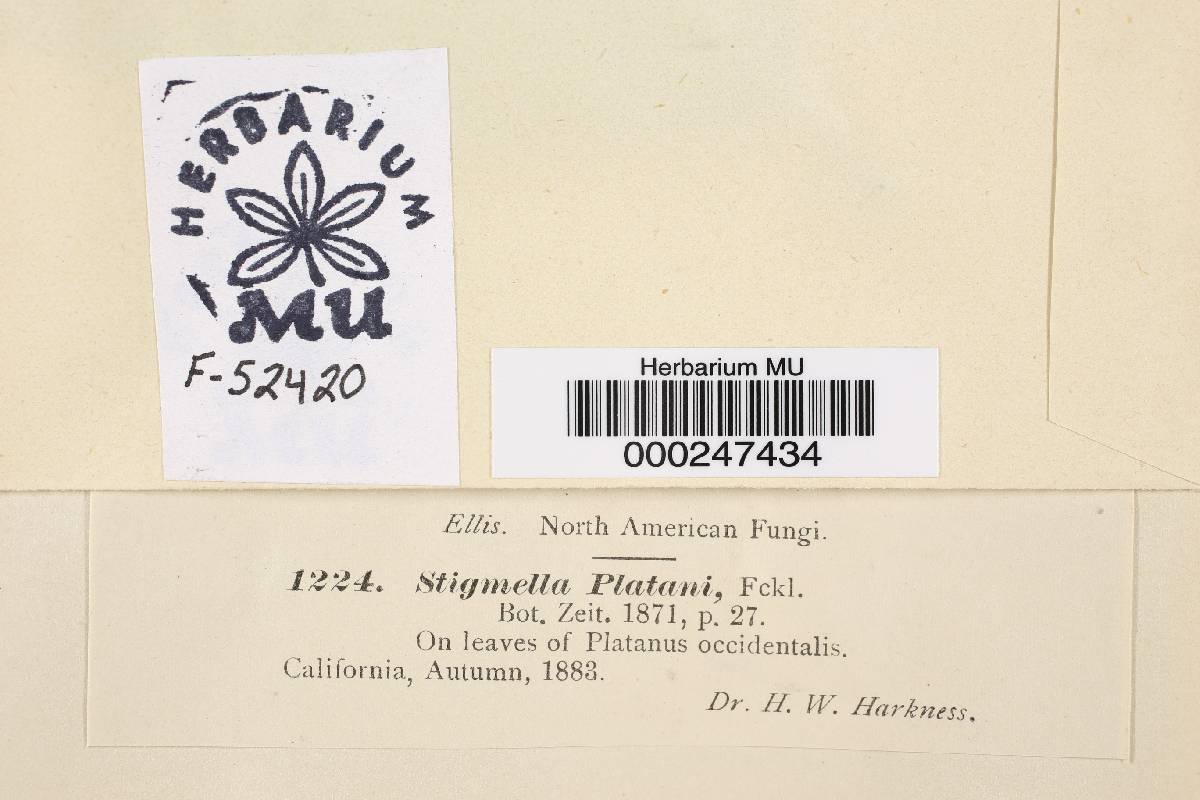 HERBARIUM
MU
F-52420
Herbarium MU
000247434
Ellis. North American Fungi.
1224. Stigmella Platani, Fckl.
Bot. Zeit. 1871, p. 27.
On leaves of Platanus occidentalis.
California, Autumn, 1883.
Dr. H. W. Harkness.